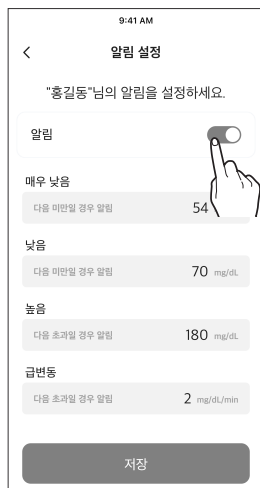 9:41 AM
알림 설정
"홍길동"님의 알림을 설정하세요.
알림
매우 낮음
다음 미만일 경우 알림 54
낮음
다음 미만일 경우 알림 70 mg/dL
높음
다음 초과일 경우 알림 180 mg/dL
급변동
다음 초과일 경우 알림 2 mg/dL/min
저장